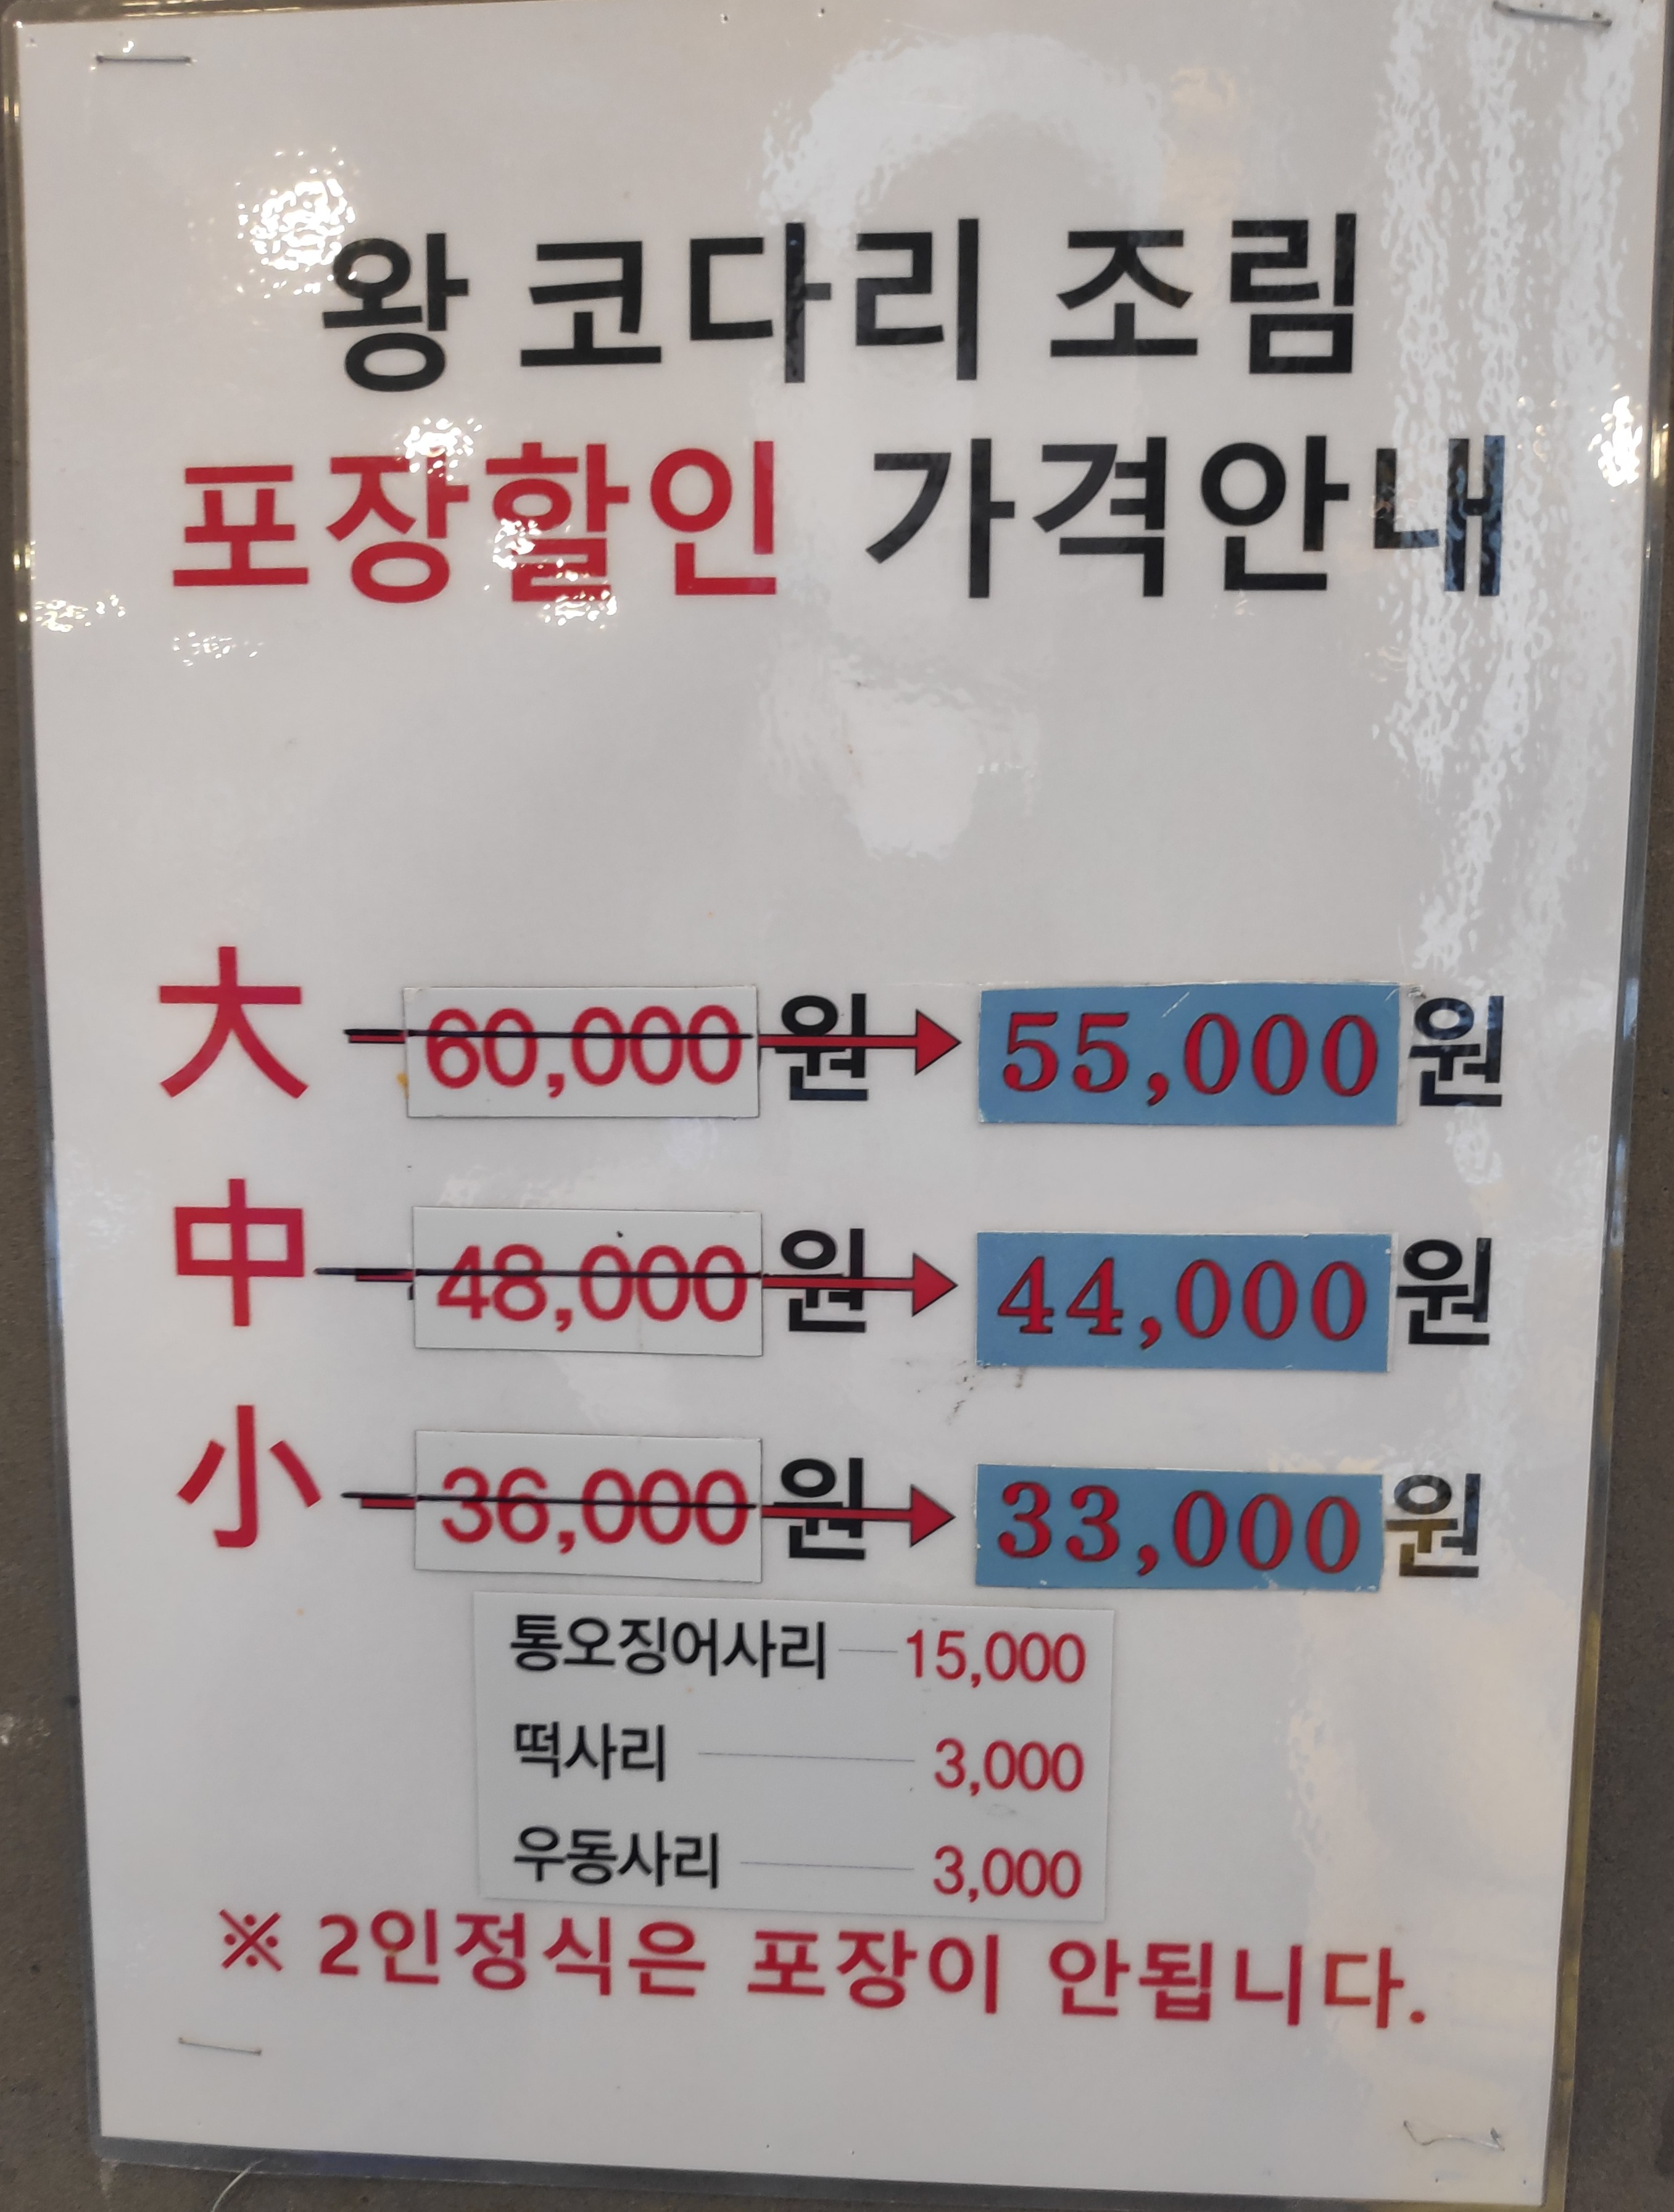 왕 코다리 조림
포장할인 가격안내
大 60,000원 → 55,000원
中 48,000원 → 44,000원
小 36,000원 → 33,000원
통오징어사리 15,000
떡사리 3,000
우동사리 3,000
※ 2인정식은 포장이 안됩니다.